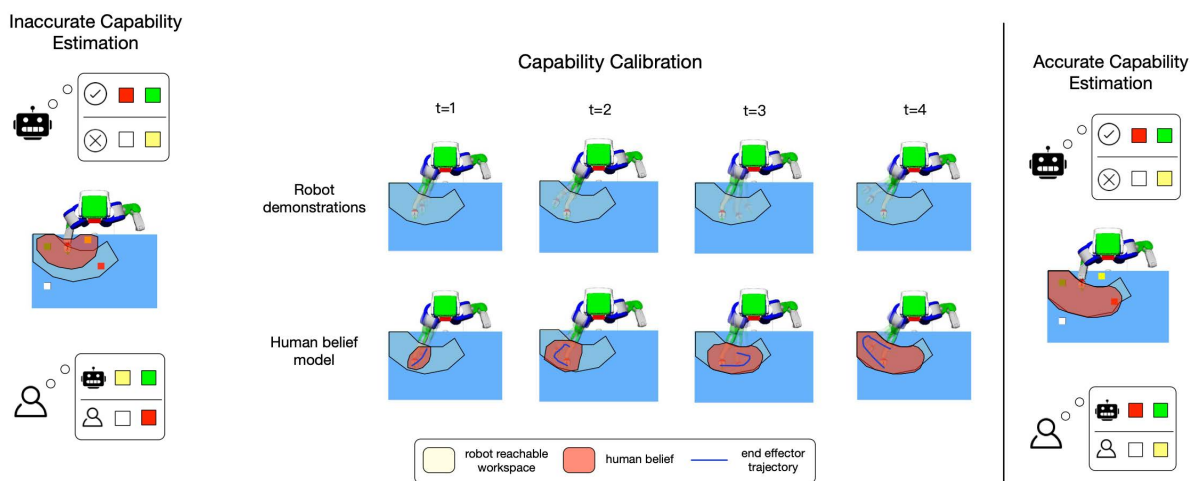 Inaccurate Capability
Estimation
Capability Calibration
t=1
t=2
t=3
t=4
Robot
demonstrations
Human belief
model
robot reachable
workspace
human belief
end effector
trajectory
Accurate Capability
Estimation